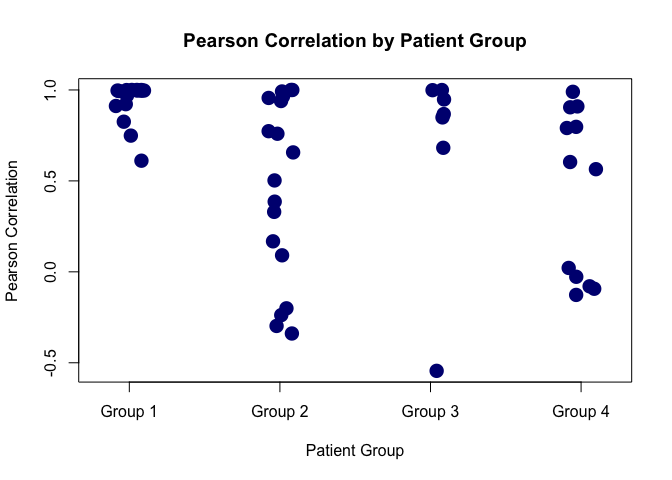 Pearson Correlation by Patient Group
Pearson Correlation
1.0
0.5
0.0
-0.5
Group 1
Group 2
Group 3
Group 4
Patient Group